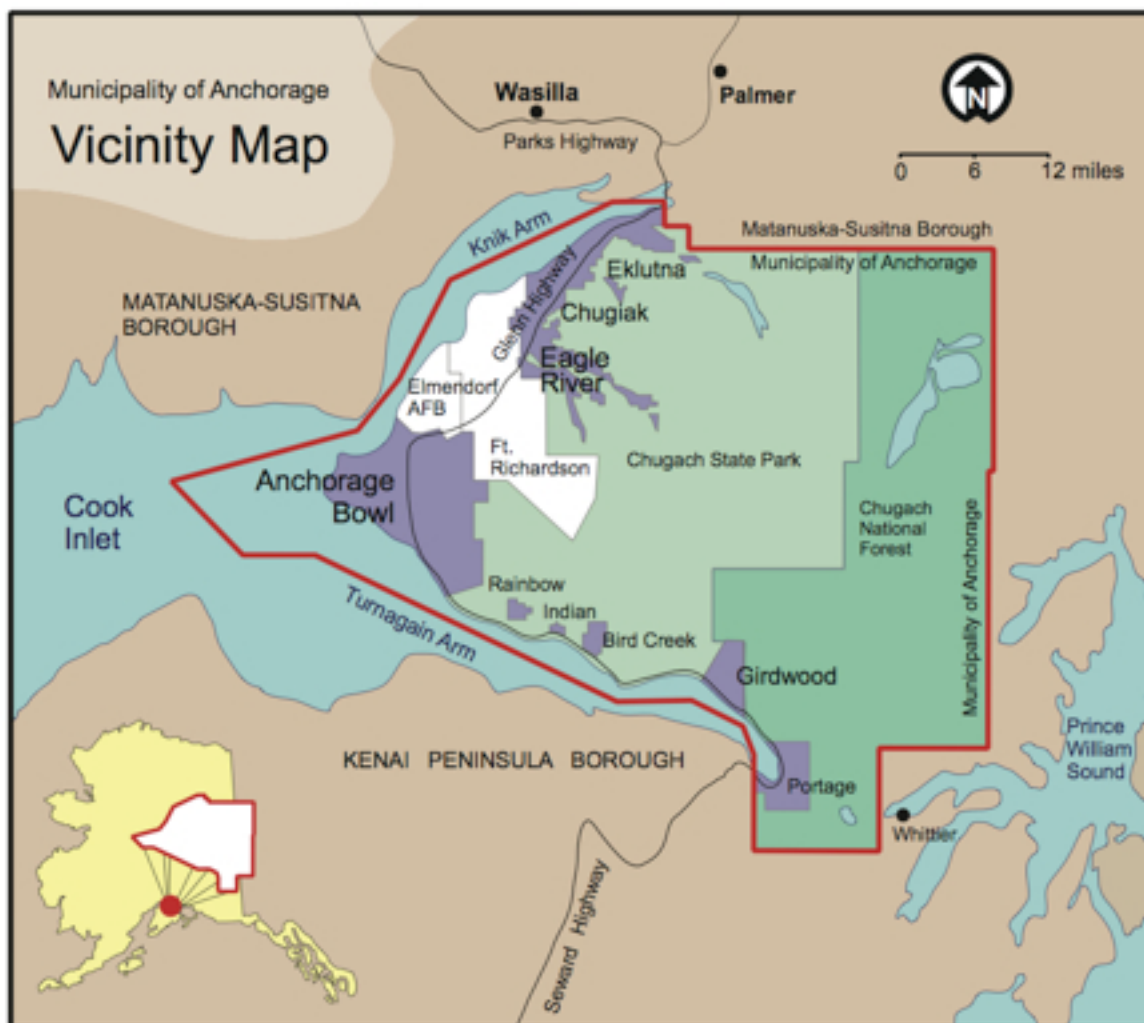 Municipality of Anchorage
Vicinity Map
Wasilla
Palmer
Parks Highway
N
0 6 12 miles
Knik Arm
Matanuska-Susitna Borough
Municipality of Anchorage
MATANUSKA-SUSITNA
BOROUGH
Glenn Highway
Eklutna
Chugiak
Eagle
River
Elmendorf
AFB
Ft.
Richardson
Chugach State Park
Anchorage
Bowl
Cook
Inlet
Chugach
National
Forest
Municipality of Anchorage
Rainbow
Indian
Bird Creek
Turnagain Arm
Girdwood
KENAI PENINSULA BOROUGH
Portage
Prince
William
Sound
Whittier
Seward Highway